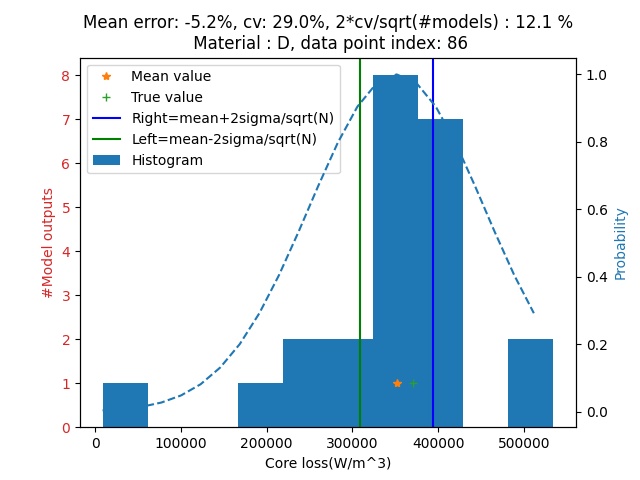 Mean error: -5.2%, cv: 29.0%, 2*cv/sqrt(#models) : 12.1 %
Material : D, data point index: 86
Mean value
True value
Right=mean+2sigma/sqrt(N)
Left=mean-2sigma/sqrt(N)
Histogram
#Model outputs
8
7
6
5
4
3
2
1
0
1.0
0.8
0.6
0.4
0.2
0.0
Probability
0 100000 200000 300000 400000 500000
Core loss(W/m^3)